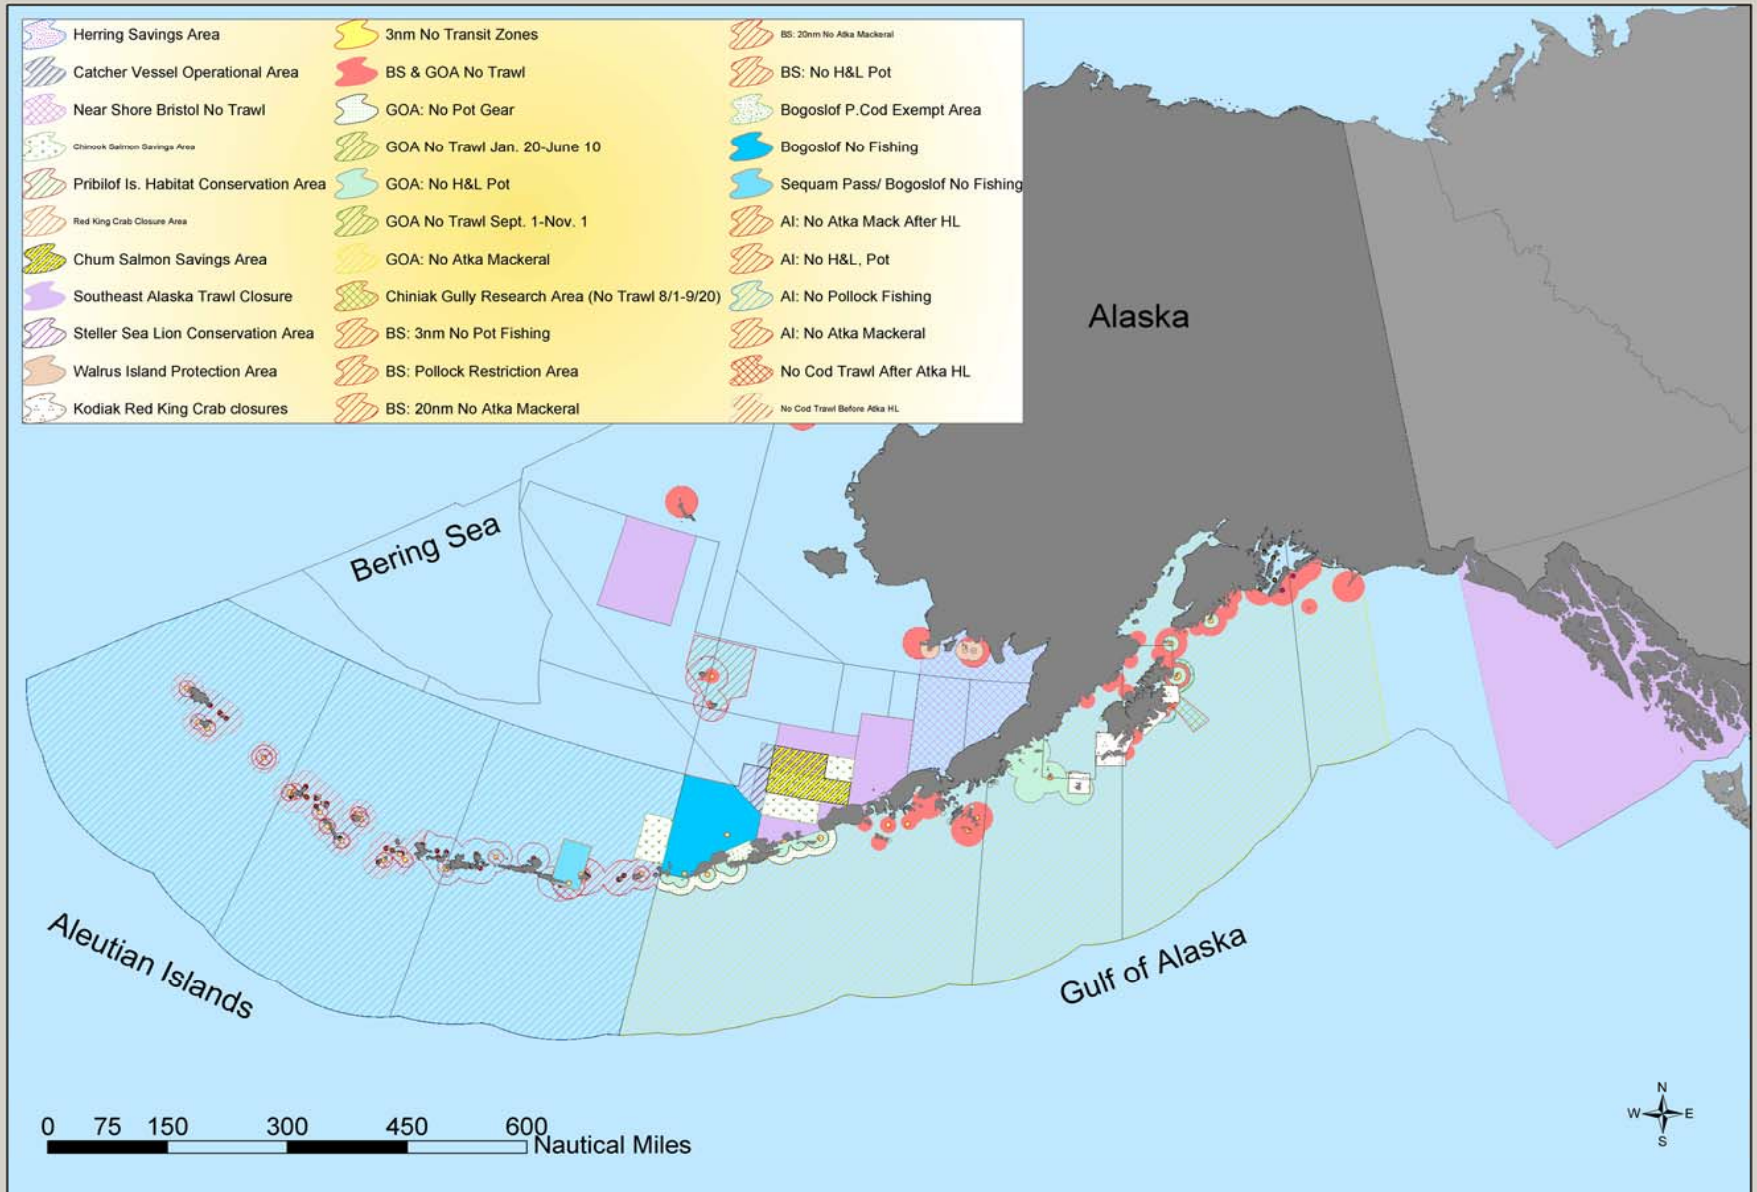 Herring Savings Area
Catcher Vessel Operational Area
Near Shore Bristol No Trawl
Chinook Salmon Savings Area
Pribilof Is. Habitat Conservation Area
Red King Crab Closure Area
Chum Salmon Savings Area
Southeast Alaska Trawl Closure
Steller Sea Lion Conservation Area
Walrus Island Protection Area
Kodiak Red King Crab closures
3nm No Transit Zones
BS & GOA No Trawl
GOA: No Pot Gear
GOA No Trawl Jan. 20-June 10
GOA: No H&L Pot
GOA No Trawl Sept. 1-Nov. 1
GOA: No Atka Mackeral
Chiniak Gully Research Area (No Trawl 8/1-9/20)
BS: 3nm No Pot Fishing
BS: Pollock Restriction Area
BS: 20nm No Atka Mackeral
BS: 20nm No Atka Mackeral
BS: No H&L Pot
Bogoslof P.Cod Exempt Area
Bogoslof No Fishing
Sequam Pass/ Bogoslof No Fishing
AI: No Atka Mack After HL
AI: No H&L, Pot
AI: No Pollock Fishing
AI: No Atka Mackeral
No Cod Trawl After Atka HL
No Cod Trawl Before Atka HL
Alaska
Bering Sea
Aleutian Islands
Gulf of Alaska
0 75 150 300 450 600
Nautical Miles
N
W E
S